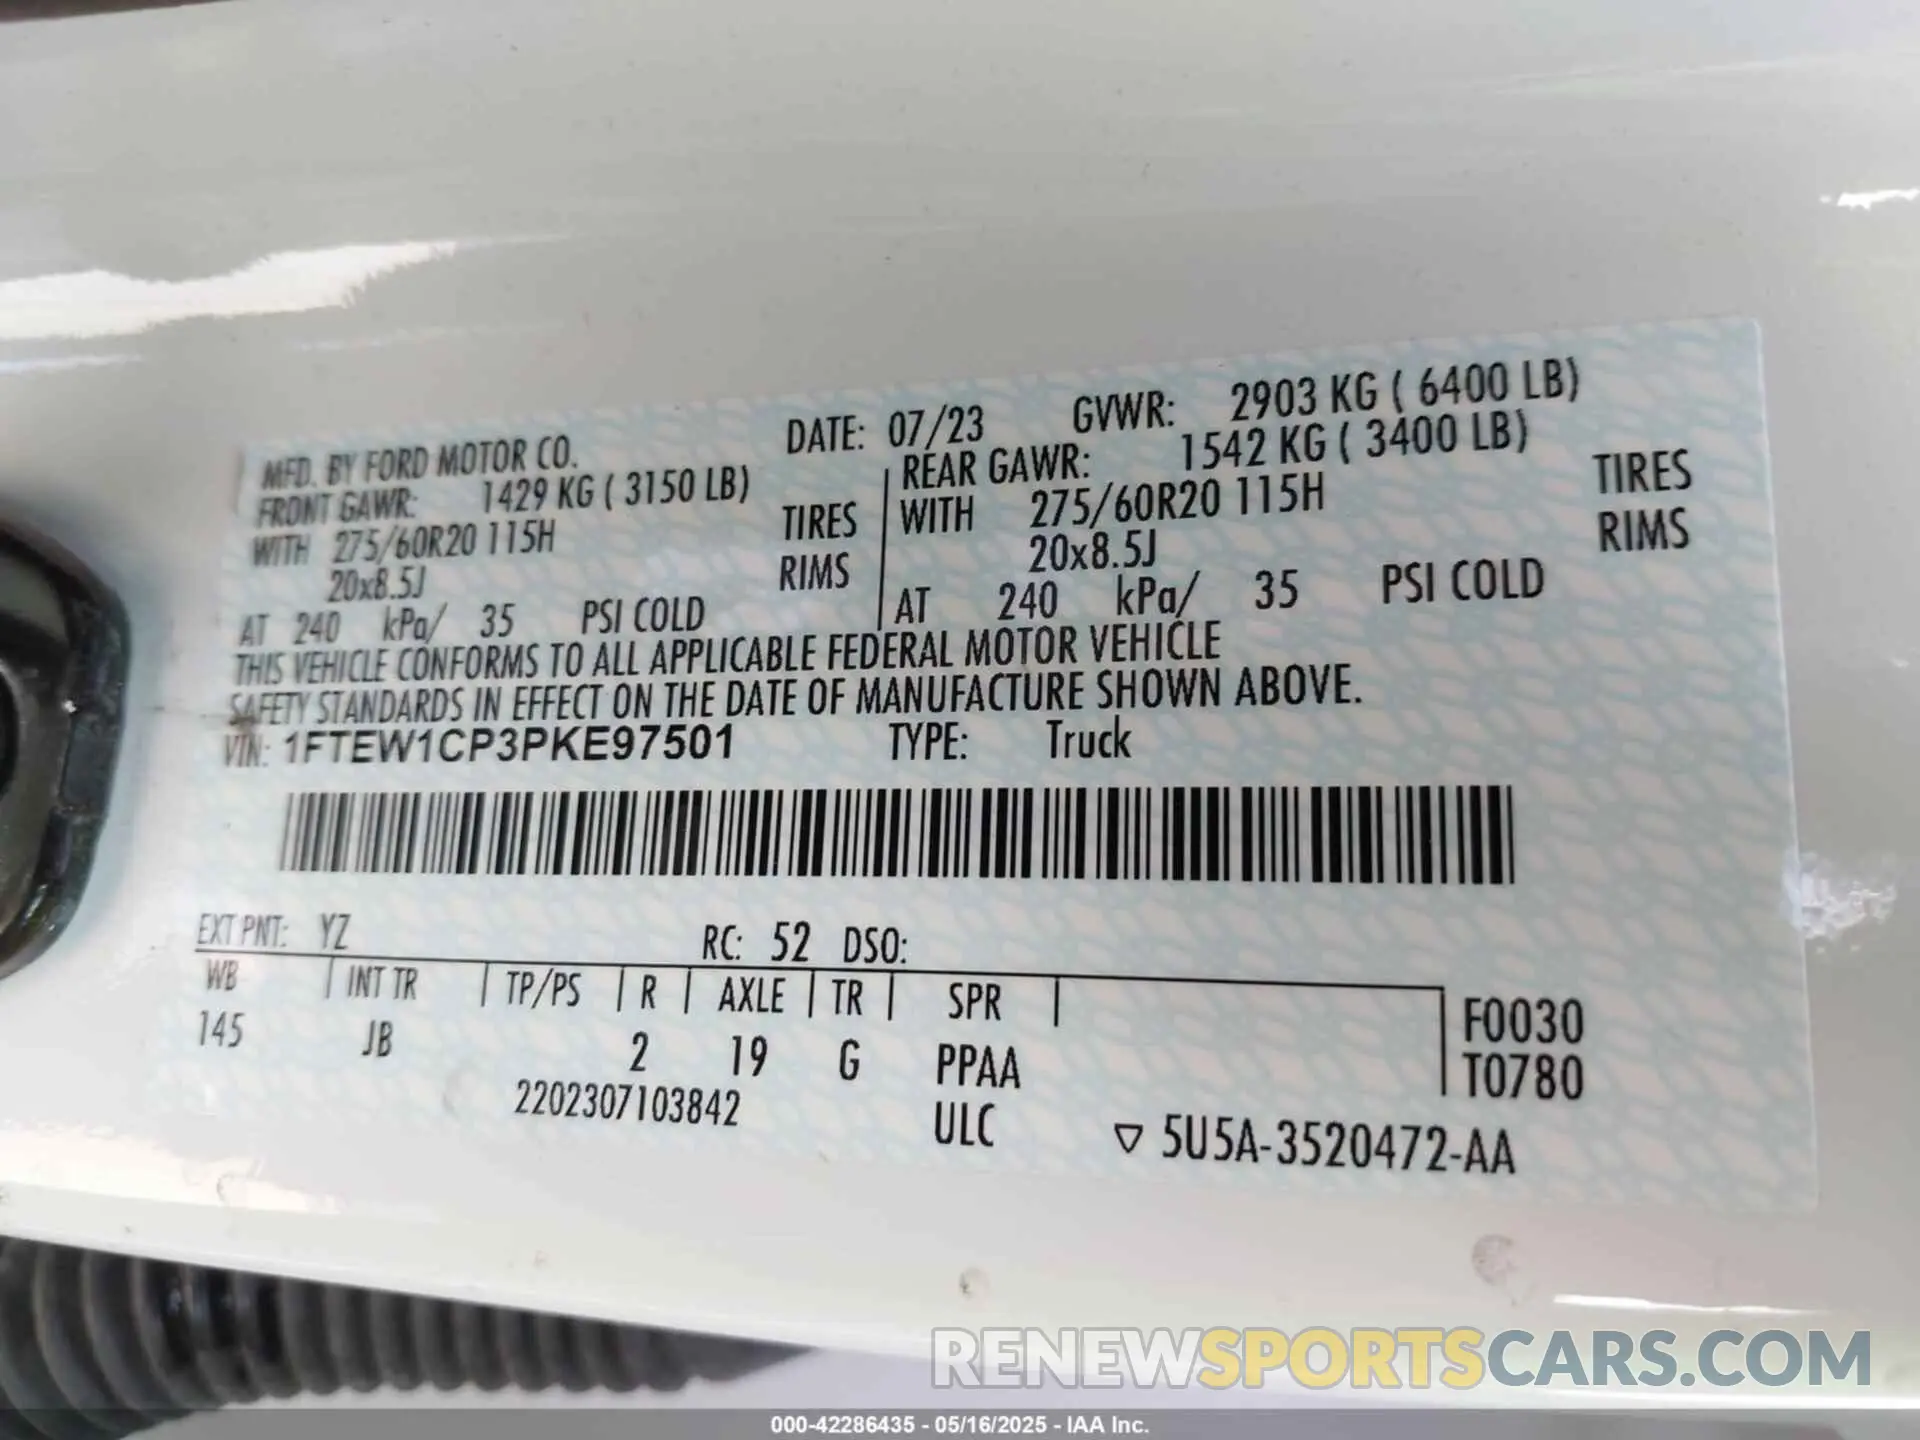 MFD. BY FORD MOTOR CO. DATE: 07/23 GVWR: 2903 KG ( 6400 LB)
FRONT GAWR: 1429 KG ( 3150 LB) REAR GAWR: 1542 KG ( 3400 LB)
WITH 275/60R20 115H TIRES WITH 275/60R20 115H TIRES
20x8.5J RIMS 20x8.5J RIMS
AT 240 kPa/ 35 PSI COLD AT 240 kPa/ 35 PSI COLD
THIS VEHICLE CONFORMS TO ALL APPLICABLE FEDERAL MOTOR VEHICLE
SAFETY STANDARDS IN EFFECT ON THE DATE OF MANUFACTURE SHOWN ABOVE.
VIN: 1FTEW1CP3PKE97501 TYPE: Truck
EXT PNT: YZ RC: 52 DSO:
WB INT TR TP/PS R AXLE TR SPR F0030
145 JB 2 19 G PPAA T0780
2202307103842 ULC ▽ 5U5A-3520472-AA
RENEWSPORTSCARS.COM
000-42286435 - 05/16/2025 - IAA Inc.